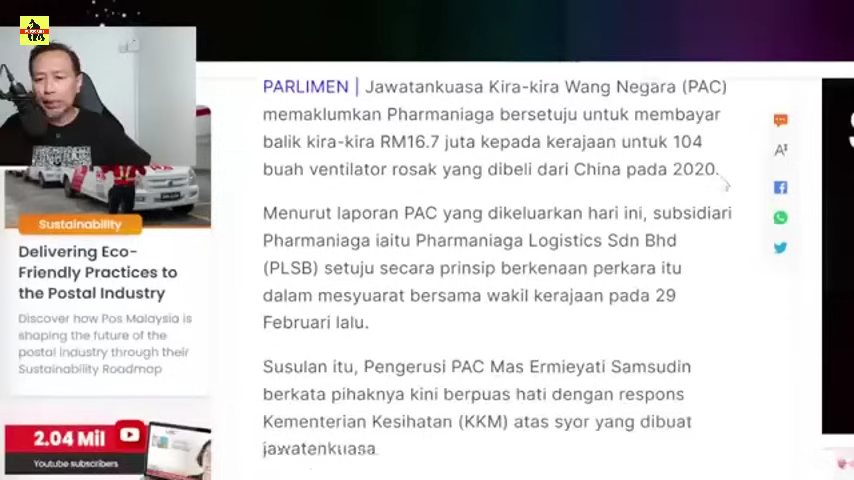 PARLIMEN | Jawatankuasa Kira-kira Wang Negara (PAC)
memaklumkan Pharmaniaga bersetuju untuk membayar
balik kira-kira RM16.7 juta kepada kerajaan untuk 104
buah ventilator rosak yang dibeli dari China pada 2020.
Menurut laporan PAC yang dikeluarkan hari ini, subsidiari
Pharmaniaga iaitu Pharmaniaga Logistics Sdn Bhd
(PLSB) setuju secara prinsip berkenaan perkara itu
dalam mesyuarat bersama wakil kerajaan pada 29
Februari lalu.
Susulan itu, Pengerusi PAC Mas Ermieyati Samsudin
berkata pihaknya kini berpuas hati dengan respons
Kementerian Kesihatan (KKM) atas syor yang dibuat
jawatenkuasa
Sustainability
Delivering Eco-
Friendly Practices to
the Postal Industry
Discover how Pos Malaysia is
shaping the future of the
postal industry through their
Sustainability Roadmap
2.04 Mil
Youtube subscribers